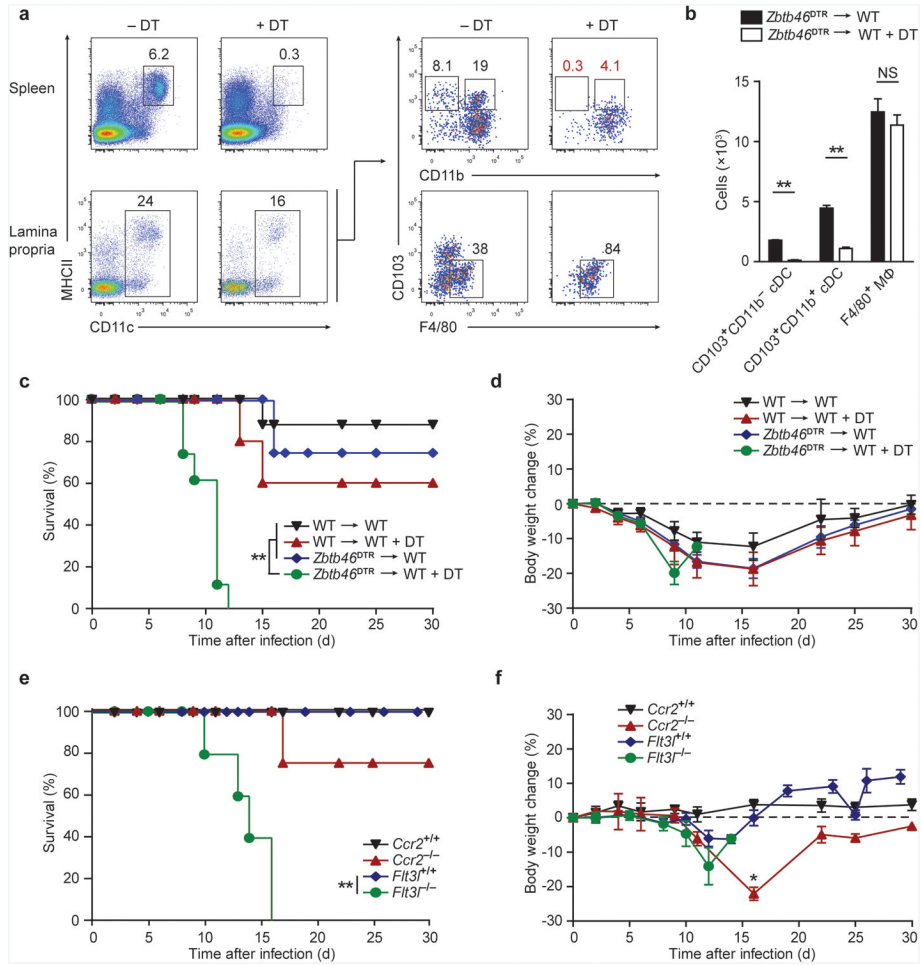 a
– DT
+ DT
– DT
+ DT
Spleen
6.2
0.3
8.1
19
0.3
4.1
CD11b
Lamina
propria
24
16
38
84
MHCII
CD103
CD11c
F4/80
b
Zbtb46ᴰᵀᴿ → WT
Zbtb46ᴰᵀᴿ → WT + DT
NS
**
**
Cells (×10³)
15
10
5
0
CD103⁺CD11b⁻ cDC
CD103⁺CD11b⁺ cDC
F4/80⁺ MΦ
c
Survival (%)
100
80
60
40
20
0
0 5 10 15 20 25 30
Time after infection (d)
**
WT → WT
WT → WT + DT
Zbtb46ᴰᵀᴿ → WT
Zbtb46ᴰᵀᴿ → WT + DT
d
WT → WT
WT → WT + DT
Zbtb46ᴰᵀᴿ → WT
Zbtb46ᴰᵀᴿ → WT + DT
Body weight change (%)
30
20
10
0
-10
-20
-30
0 5 10 15 20 25 30
Time after infection (d)
e
Survival (%)
100
80
60
40
20
0
0 5 10 15 20 25 30
Time after infection (d)
**
Ccr2⁺/⁺
Ccr2⁻/⁻
Flt3l⁺/⁺
Flt3l⁻/⁻
f
Ccr2⁺/⁺
Ccr2⁻/⁻
Flt3l⁺/⁺
Flt3l⁻/⁻
Body weight change (%)
30
20
10
0
-10
-20
-30
*
0 5 10 15 20 25 30
Time after infection (d)